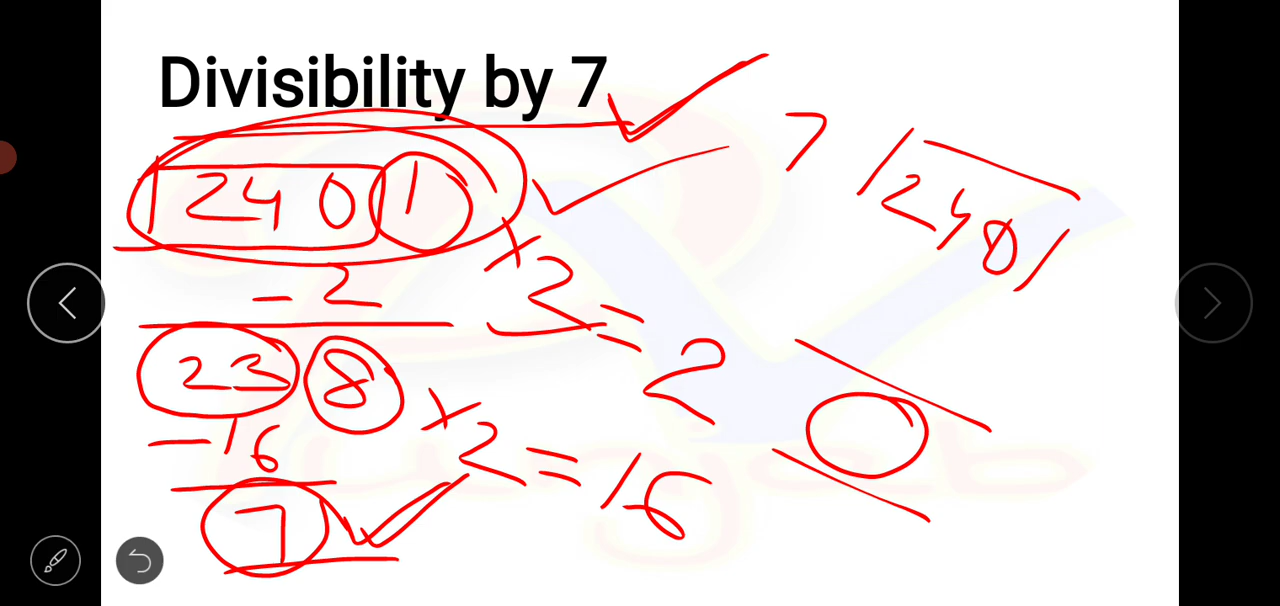 Divisibility by 7
2401 × 2 = 2
- 2
238 × 2 = 16
- 16
7
7 / 2401
0